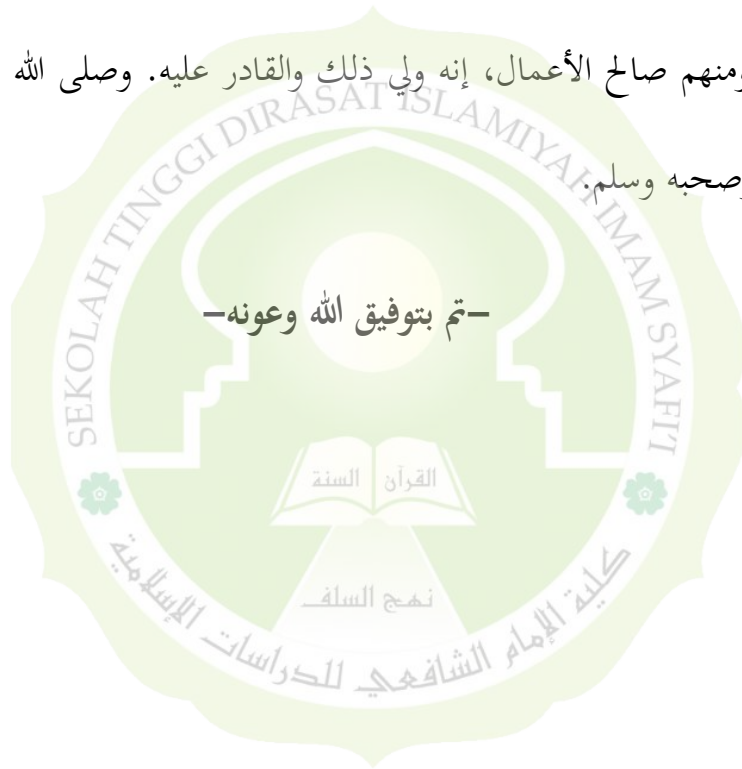 ومنهم صالح الأعمال، إنه ولي ذلك والقادر عليه. وصلى الله
وصحبه وسلم.
–تم بتوفيق الله وعونه–
SEKOLAH TINGGI DIRASAT ISLAMIYAH IMAM SYAFI'I
القرآن السنة
نهج السلف
كلية الإمام الشافعي للدراسات الإسلامية